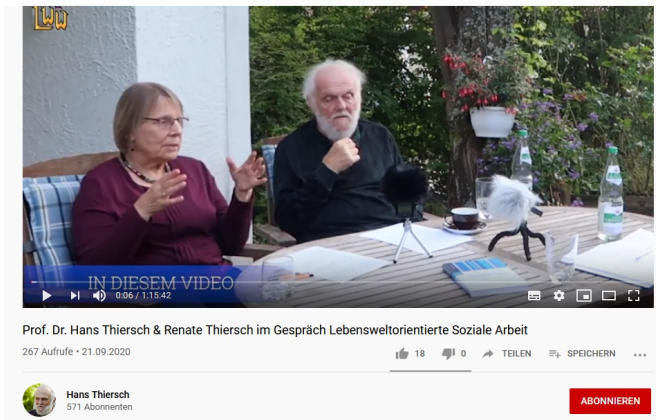 LWW
IN DIESEM VIDEO
0:06 / 1:15:42
Prof. Dr. Hans Thiersch & Renate Thiersch im Gespräch Lebensweltorientierte Soziale Arbeit
267 Aufrufe • 21.09.2020
18
0
TEILEN
SPEICHERN
Hans Thiersch
571 Abonnenten
ABONNIEREN